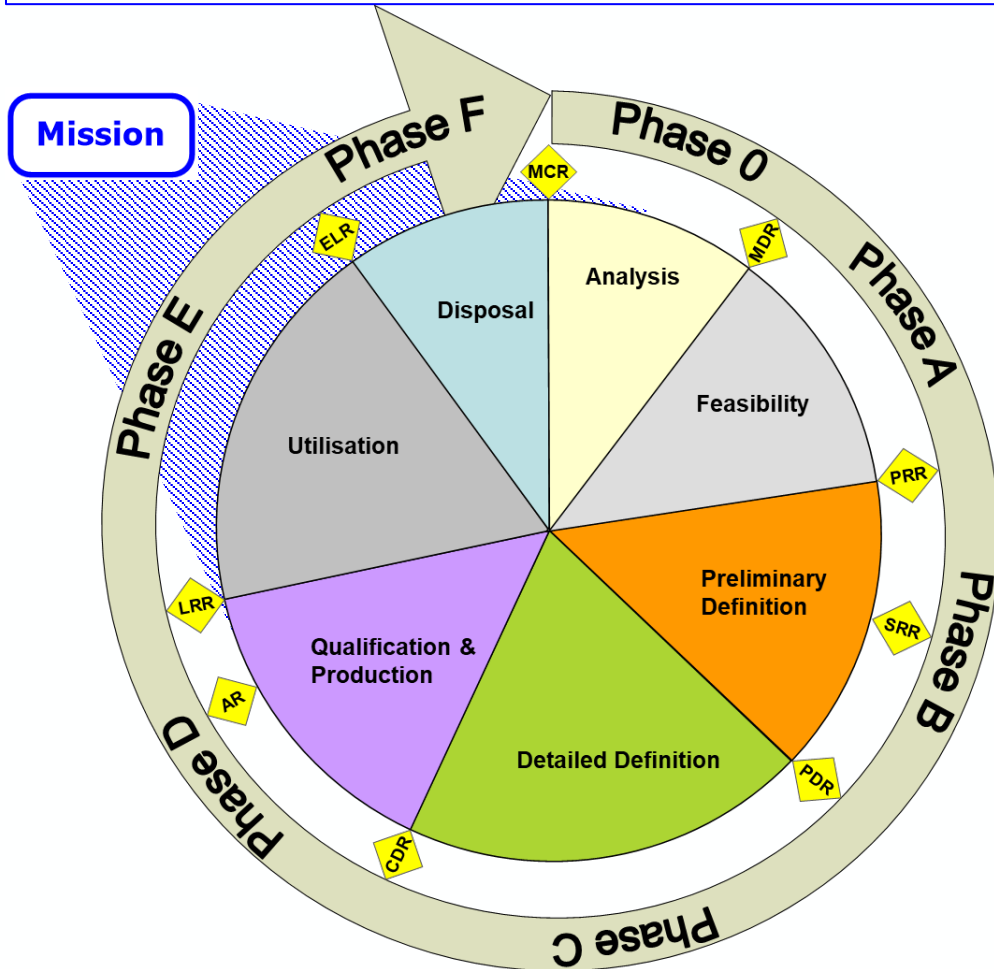 Mission
Phase F
Phase 0
MCR
MDR
ELR
Analysis
Disposal
Phase A
Phase E
Feasibility
Utilisation
PRR
Preliminary
Definition
SRR
Phase B
LRR
Qualification &
Production
AR
Phase D
Detailed Definition
PDR
CDR
Phase C